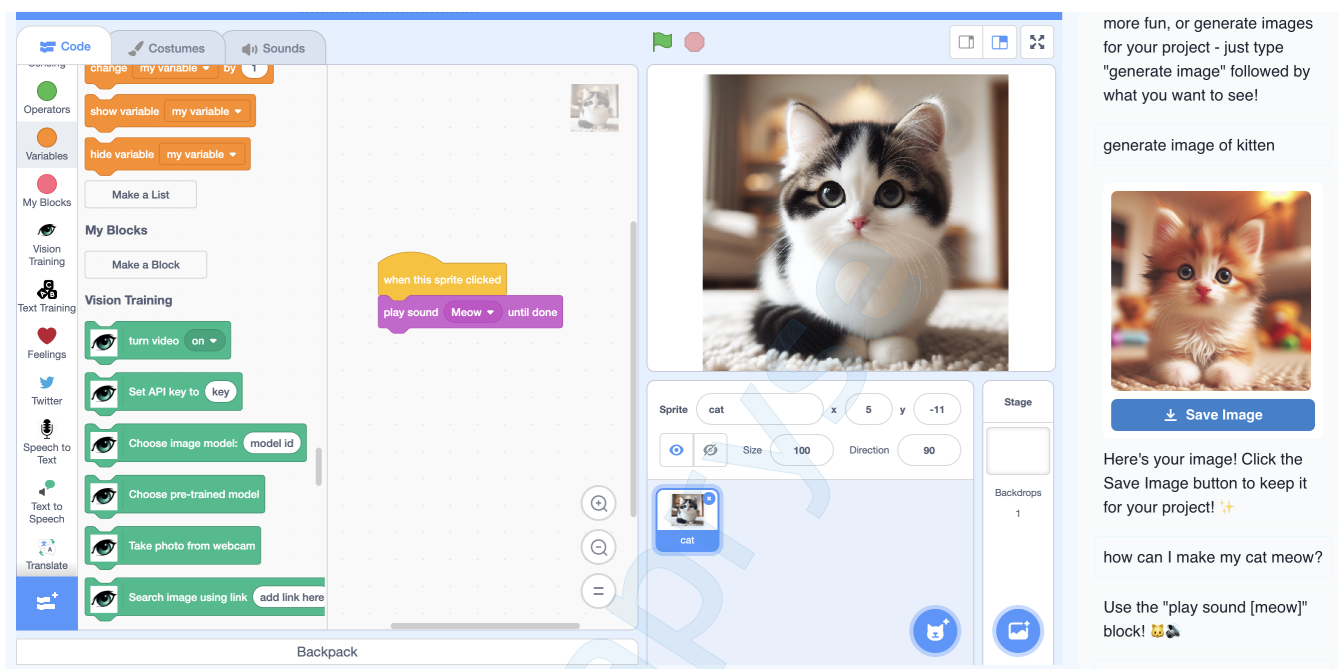 Code
Costumes
Sounds
Sensing
Operators
Variables
My Blocks
Vision
Training
Text Training
Feelings
Twitter
Speech to
Text
Text to
Speech
Translate
change my variable by 1
show variable my variable
hide variable my variable
Make a List
My Blocks
Make a Block
Vision Training
turn video on
Set API key to key
Choose image model: model id
Choose pre-trained model
Take photo from webcam
Search image using link add link here
when this sprite clicked
play sound Meow until done
Backpack
Sprite cat x 5 y -11
Size 100 Direction 90
cat
Stage
Backdrops
1
more fun, or generate images
for your project - just type
"generate image" followed by
what you want to see!
generate image of kitten
Save Image
Here's your image! Click the
Save Image button to keep it
for your project! ✨
how can I make my cat meow?
Use the "play sound [meow]"
block! 🐱🔊